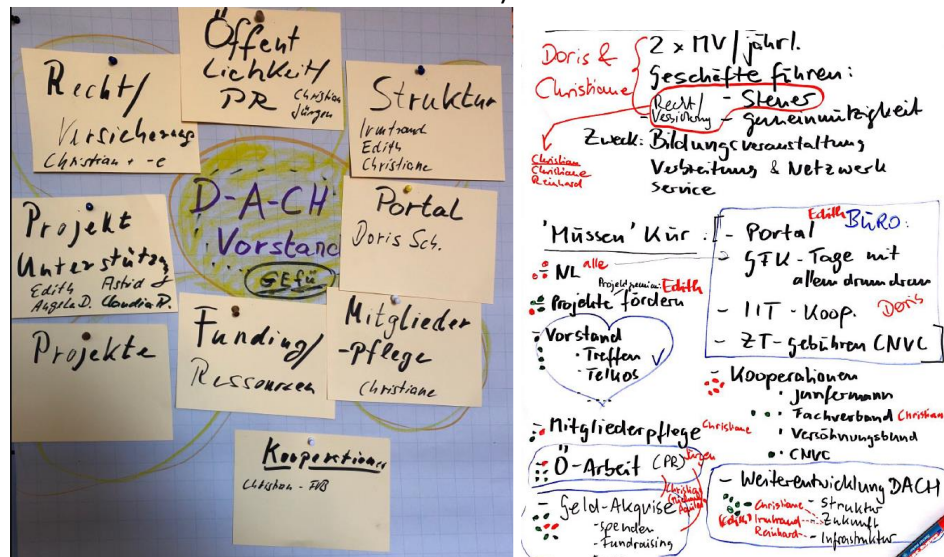 Öffent
lichkeit/
PR
Christian
Jürgen
Recht/
Versicherung
Christian + -e
Struktur
Irmtraud
Edith
Christiane
D-A-CH
Vorstand
GEfü
Portal
Doris Sch.
Projekt
Unterstützg
Edith Astrid
Angela D. Claudia P.
Projekte
Funding/
Ressourcen
Mitglieder
-pflege
Christiane
Kooperationen
Christian - FVB
Doris &
Christiane
2 x MV / jährl.
Geschäfte führen:
- Steuer
Recht/
- Versicherung
- gemeinnützigkeit
Christian
Christiane
Reinhard
Zweck: Bildungsveranstaltung
Verbreitung & Netzwerk
Service
'Müssen' Kür:
- NL alle
Edith
- Projekte fördern
- Vorstand
• Treffen
• Telkos
- Mitgliederpflege Christiane
- Ö-Arbeit (PR) Jürgen
Christian
- Geld-Akquise
- Spenden
- Fundraising
- Portal Edith BÜRO:
- GFK-Tage mit
allem drum dran
- IIT-Koop. Doris
- ZT-gebühren CNVC
- Kooperationen
• Junfermann
• Fachverband Christian
• Versöhnungsbund
• CNVC
- Weiterentwicklung DACH
Christiane - Struktur
Edith? Irmtraud - Zukunft
Reinhard - Infrastruktur